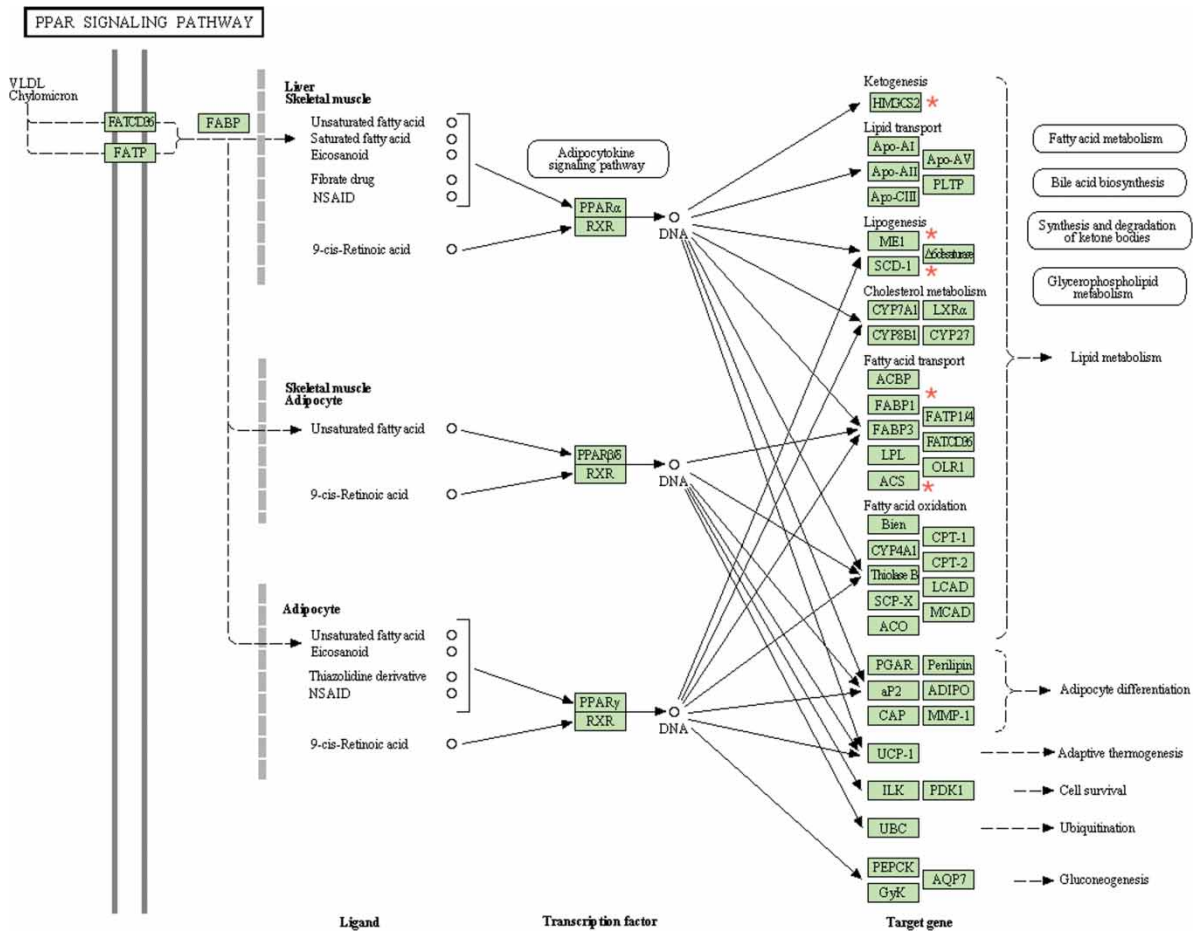 PPAR SIGNALING PATHWAY
VLDL
Chylomicron
FATCD36
FATP
FABP
Liver
Skeletal muscle
Unsaturated fatty acid
Saturated fatty acid
Eicosanoid
Fibrate drug
NSAID
9-cis-Retinoic acid
Adipocytokine
signaling pathway
PPARα
RXR
DNA
Skeletal muscle
Adipocyte
Unsaturated fatty acid
9-cis-Retinoic acid
PPARβ/δ
RXR
DNA
Adipocyte
Unsaturated fatty acid
Eicosanoid
Thiazolidine derivative
NSAID
9-cis-Retinoic acid
PPARγ
RXR
DNA
Ketogenesis
HMGCS2 *
Lipid transport
Apo-AI
Apo-AII
Apo-CIII
Apo-AV
PLTP
Lipogenesis
ME1 *
SCD-1 *
Δ6desaturase
Cholesterol metabolism
CYP7A1 LXRα
CYP8B1 CYP27
Fatty acid transport
ACBP
FABP1 *
FABP3
LPL
ACS *
FATP1/4
FATCD36
OLR1
Fatty acid oxidation
Bien
CYP4A1
Thiolase B
SCP-X
ACO
CPT-1
CPT-2
LCAD
MCAD
PGAR Perilipin
aP2 ADIPO
CAP MMP-1
UCP-1
ILK PDK1
UBC
PEPCK
GyK
AQP7
Fatty acid metabolism
Bile acid biosynthesis
Synthesis and degradation
of ketone bodies
Glycerophospholipid
metabolism
Lipid metabolism
Adipocyte differentiation
Adaptive thermogenesis
Cell survival
Ubiquitination
Gluconeogenesis
Ligand
Transcription factor
Target gene